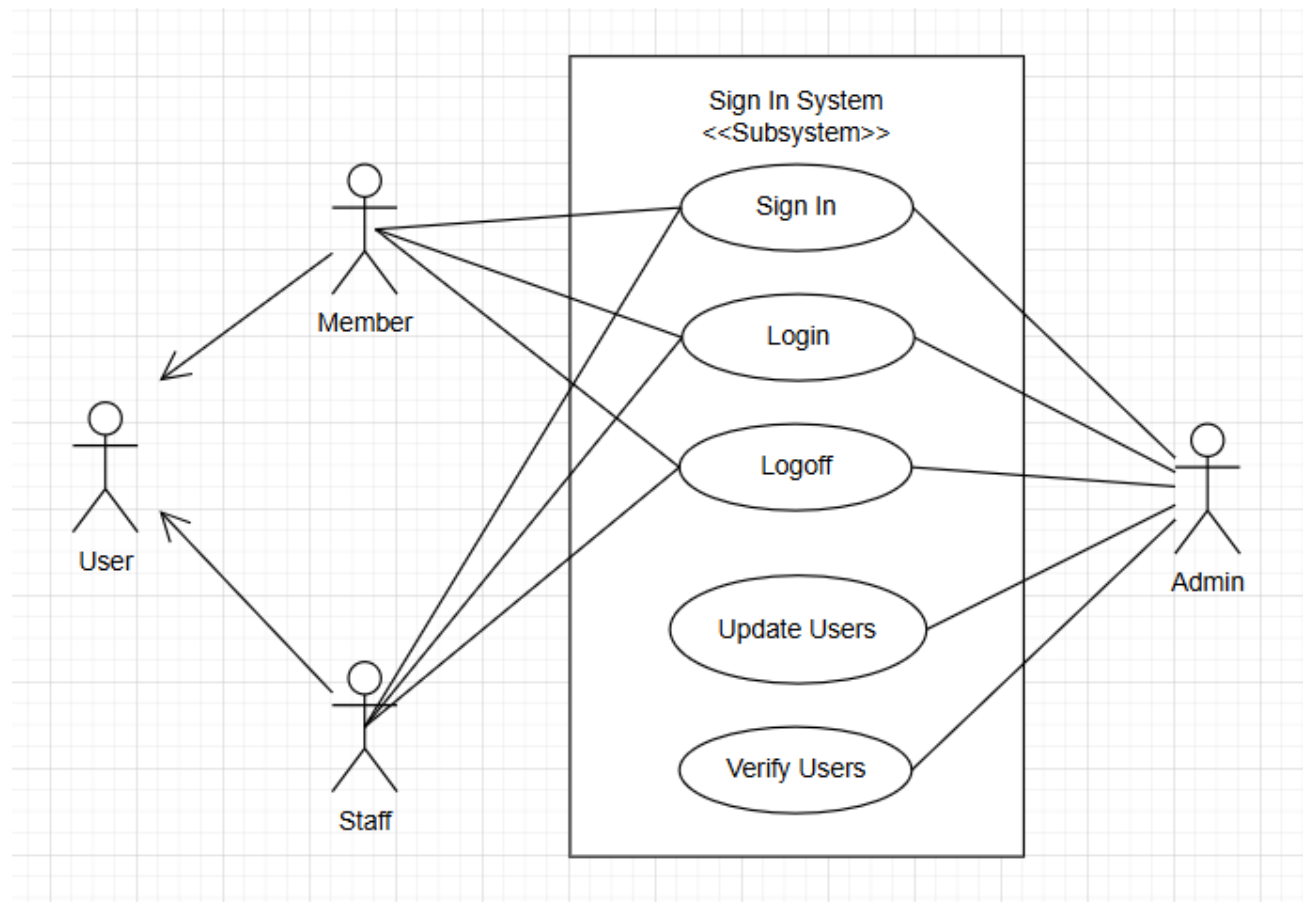 Sign In System
<<Subsystem>>
Sign In
Member
Login
Logoff
User
Admin
Update Users
Verify Users
Staff